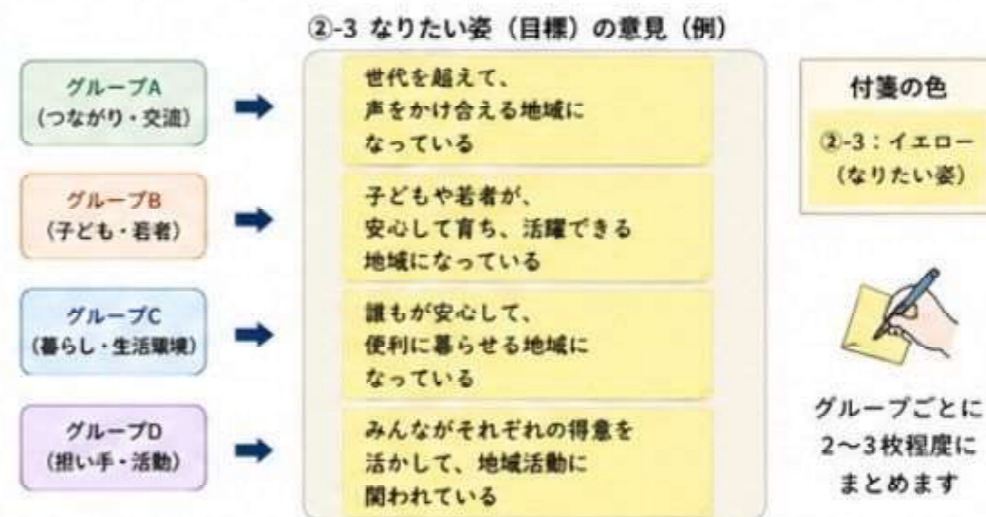 ②-3 なりたい姿（目標）の意見（例）
グループA
（つながり・交流）
世代を超えて、
声をかけ合える地域に
なっている
グループB
（子ども・若者）
子どもや若者が、
安心して育ち、活躍できる
地域になっている
グループC
（暮らし・生活環境）
誰もが安心して、
便利に暮らせる地域に
なっている
グループD
（担い手・活動）
みんながそれぞれの得意を
活かして、地域活動に
関われている
付箋の色
②-3：イエロー
（なりたい姿）
グループごとに
2〜3枚程度に
まとめます